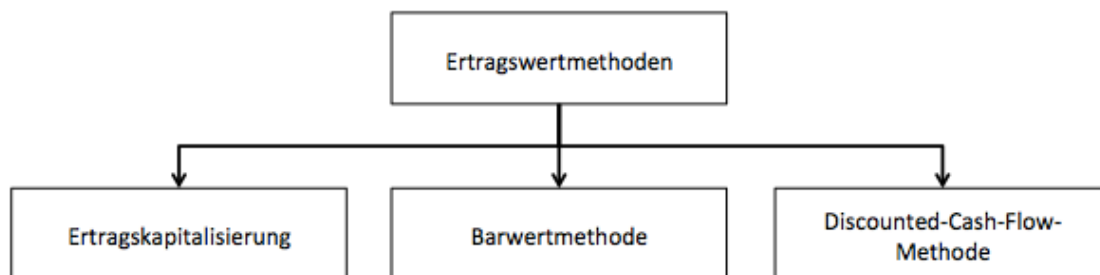 Ertragswertmethoden
Ertragskapitalisierung
Barwertmethode
Discounted-Cash-Flow-
Methode